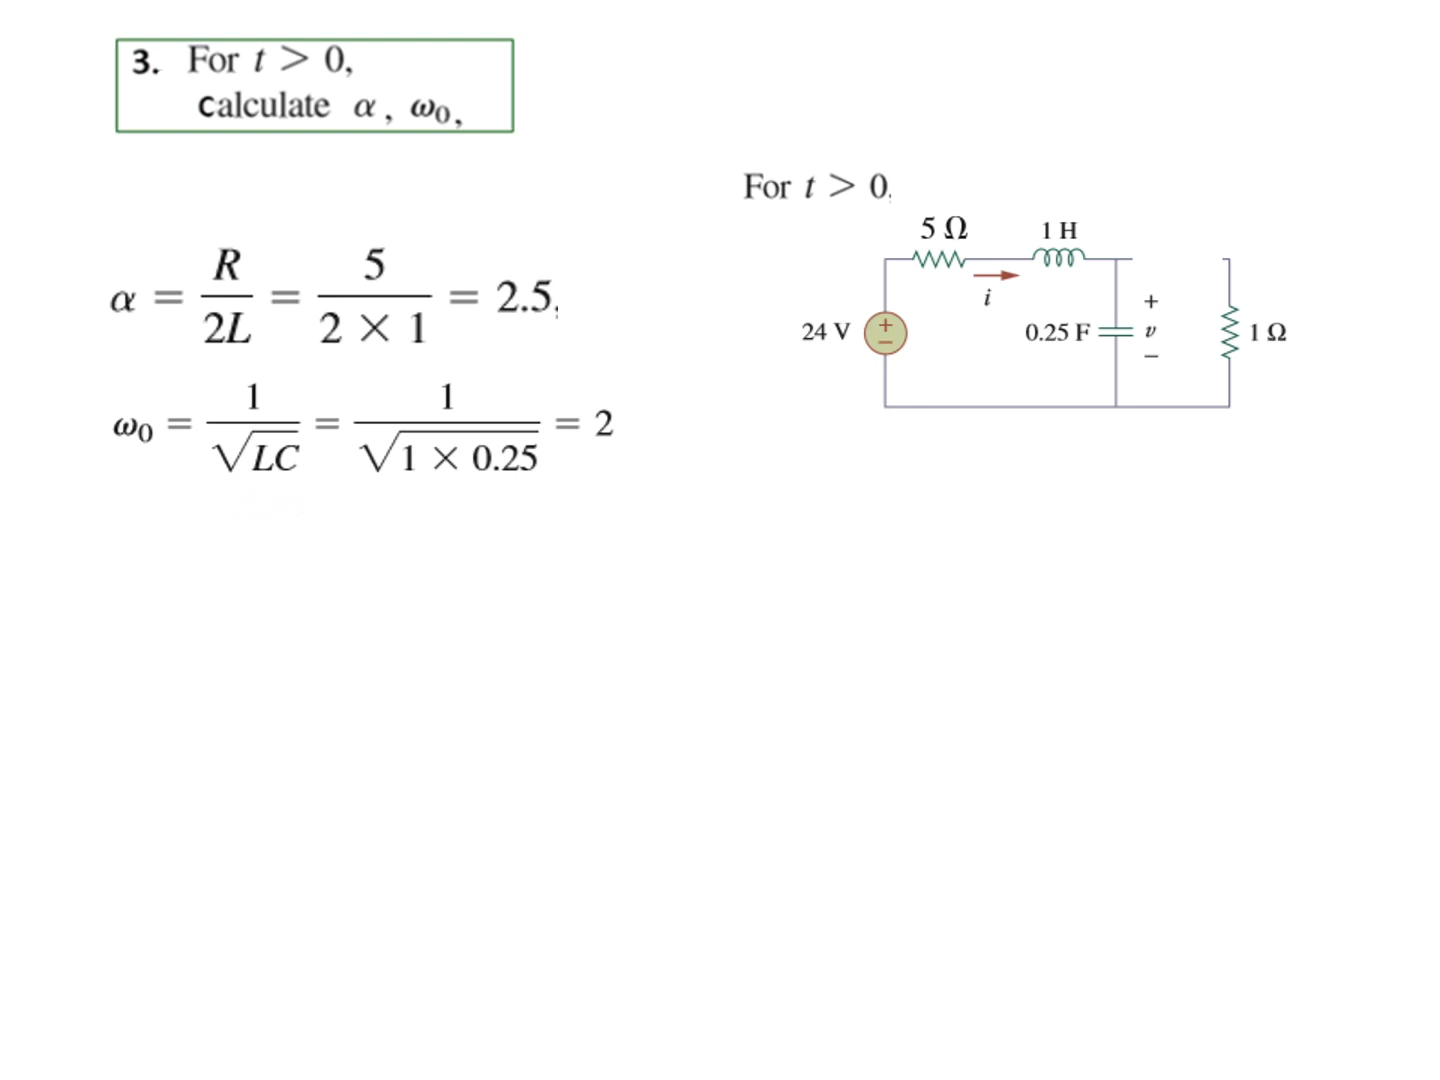 3. For t > 0,
calculate α, ω0,
α = R/2L = 5/2 × 1 = 2.5,
ω0 = 1/√LC = 1/√1 × 0.25 = 2
For t > 0,
5 Ω 1 H
i
24 V + − 0.25 F + v − 1 Ω